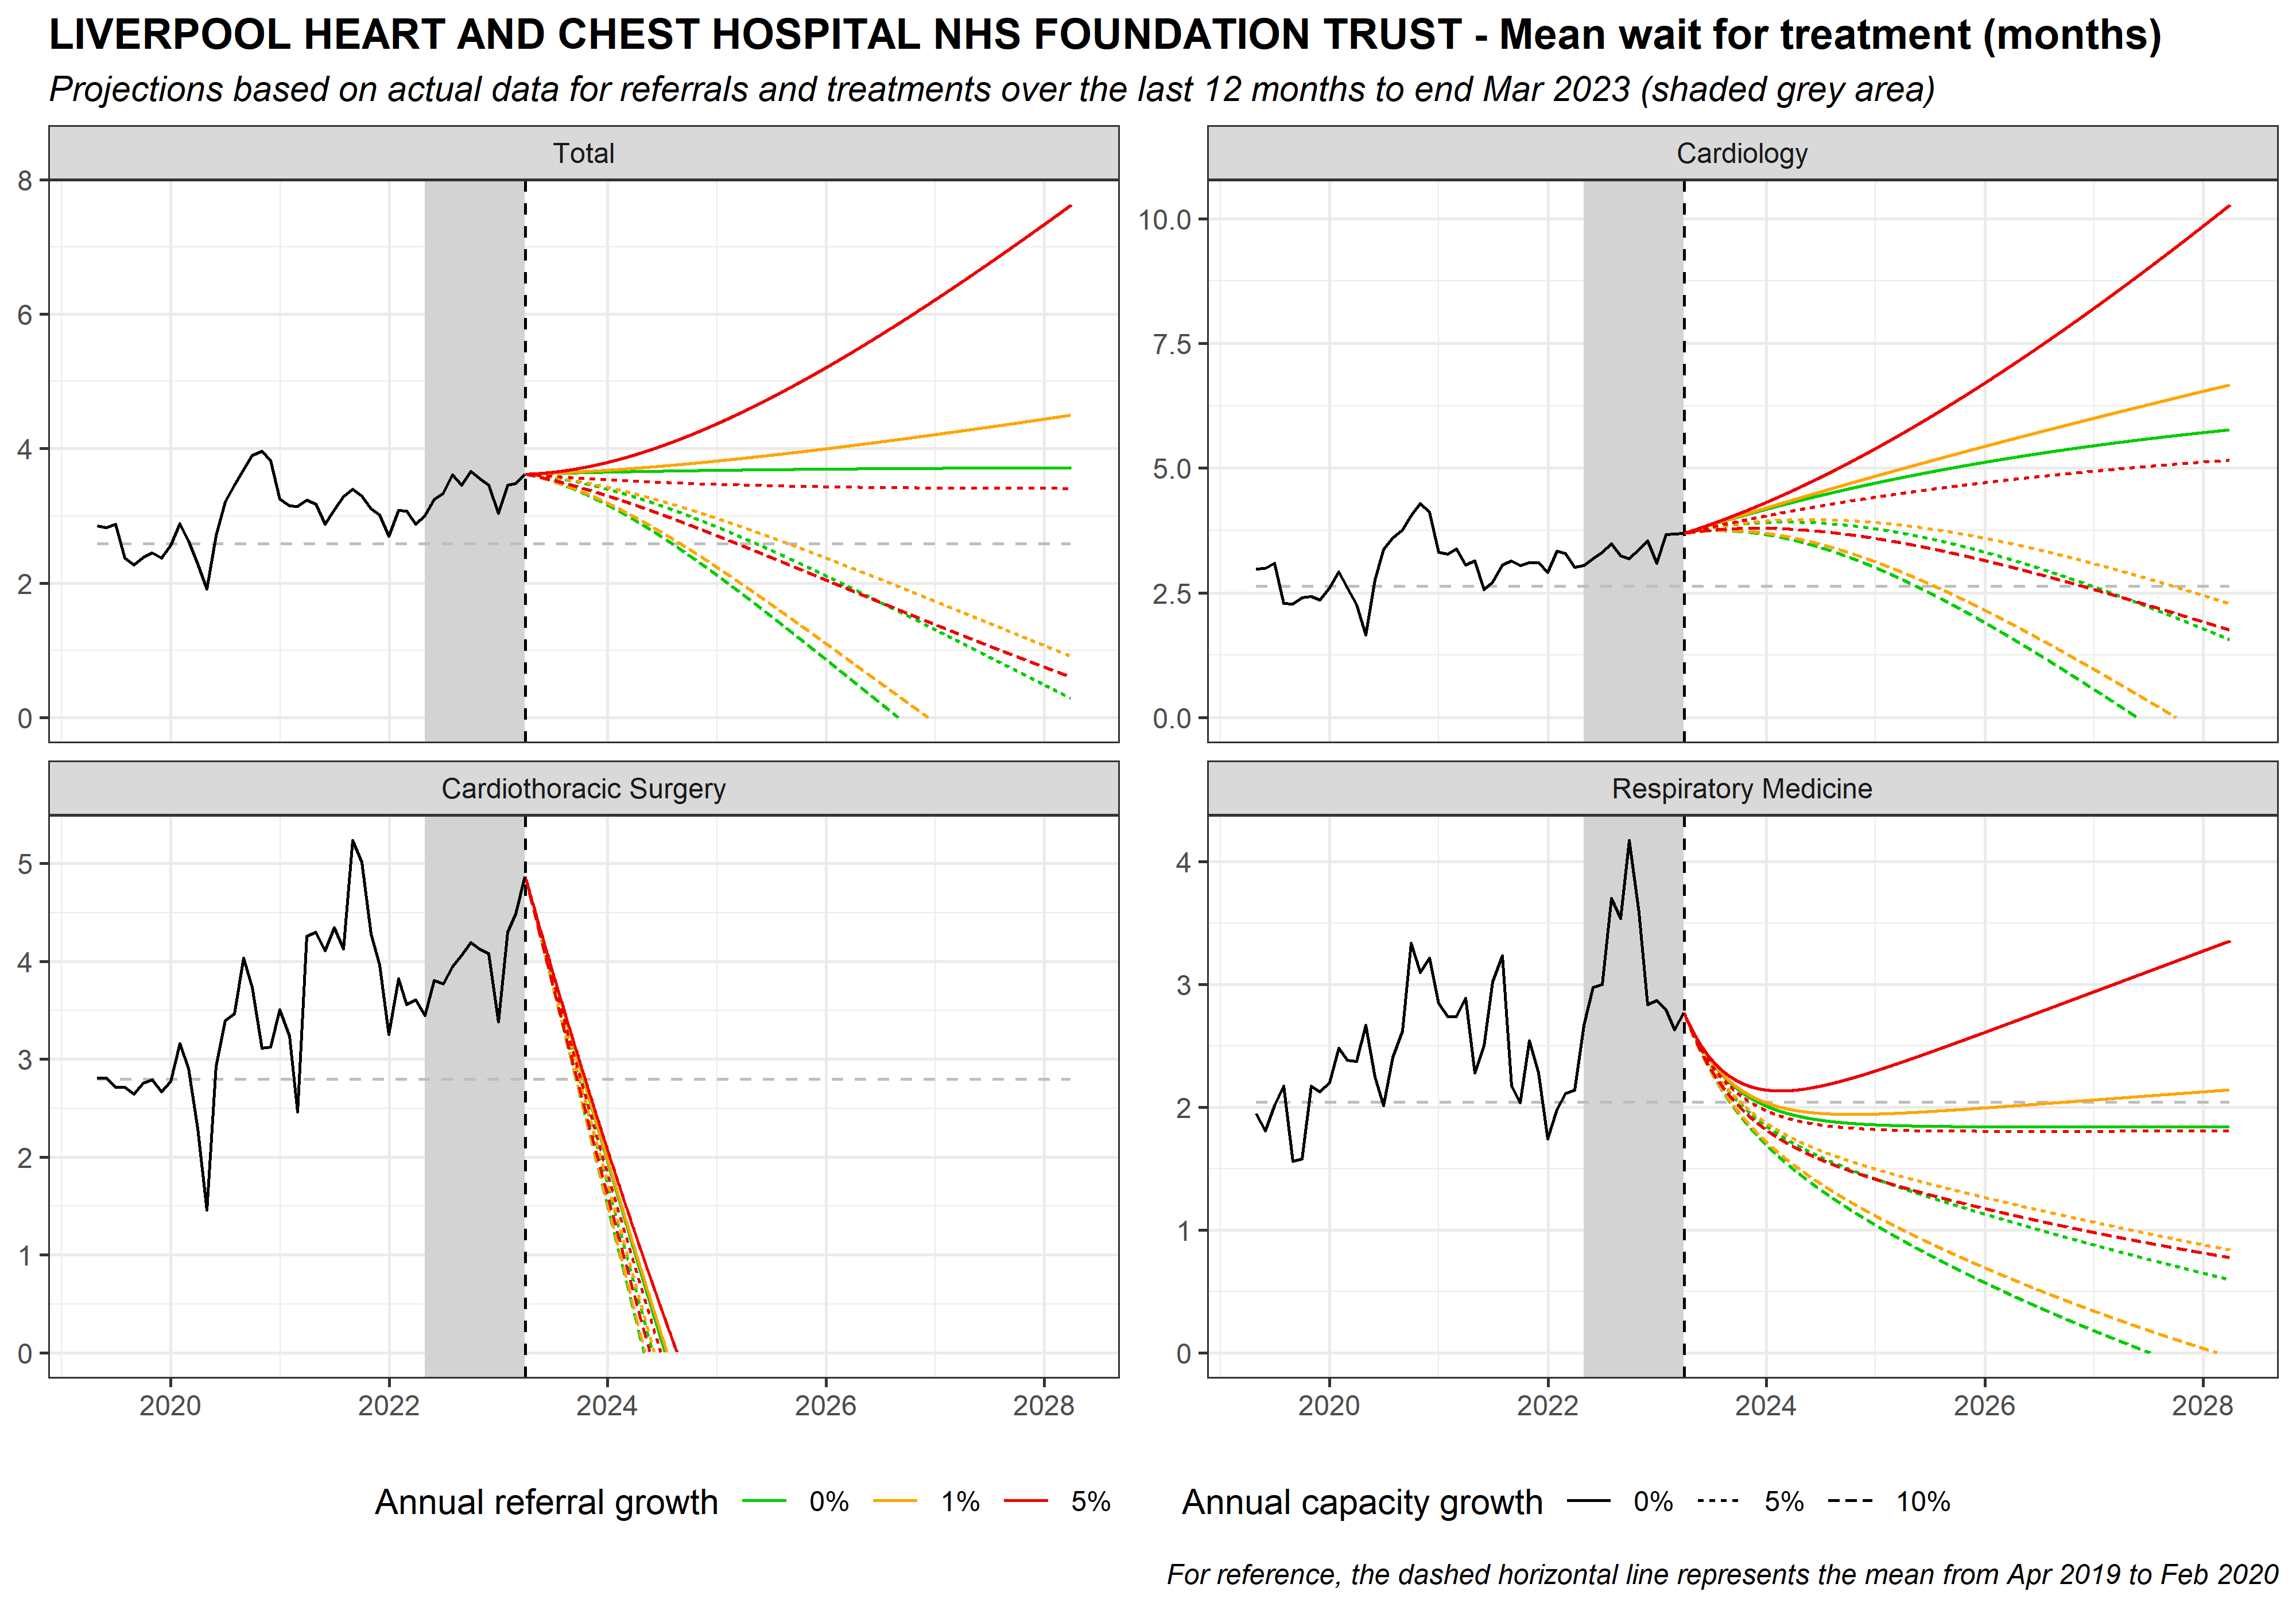 LIVERPOOL HEART AND CHEST HOSPITAL NHS FOUNDATION TRUST - Mean wait for treatment (months)
Projections based on actual data for referrals and treatments over the last 12 months to end Mar 2023 (shaded grey area)
Total
8
6
4
2
0
Cardiology
10.0
7.5
5.0
2.5
0.0
Cardiothoracic Surgery
5
4
3
2
1
0
2020 2022 2024 2026 2028
Respiratory Medicine
4
3
2
1
0
2020 2022 2024 2026 2028
Annual referral growth 0% 1% 5%
Annual capacity growth 0% 5% 10%
For reference, the dashed horizontal line represents the mean from Apr 2019 to Feb 2020